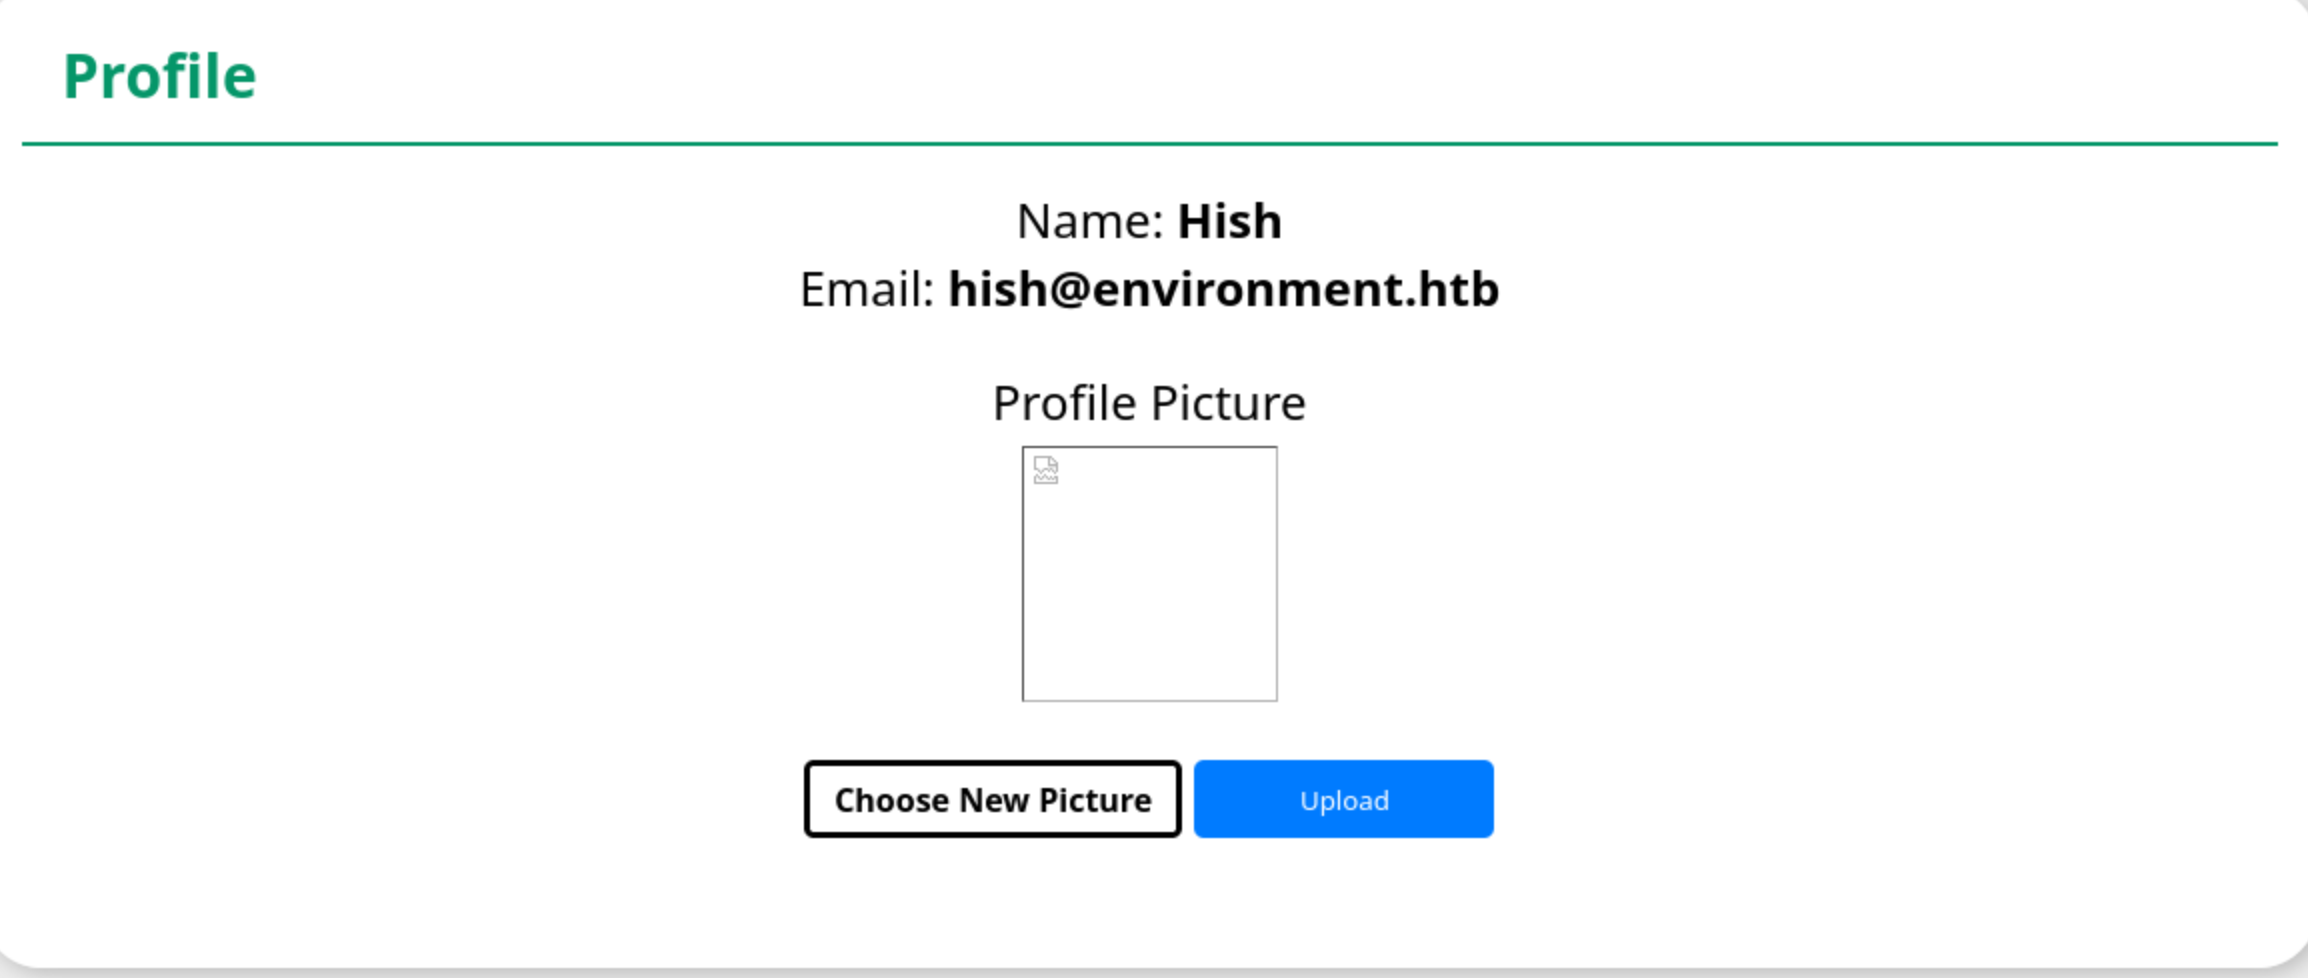 Profile
Name: Hish
Email: hish@environment.htb
Profile Picture
Choose New Picture
Upload